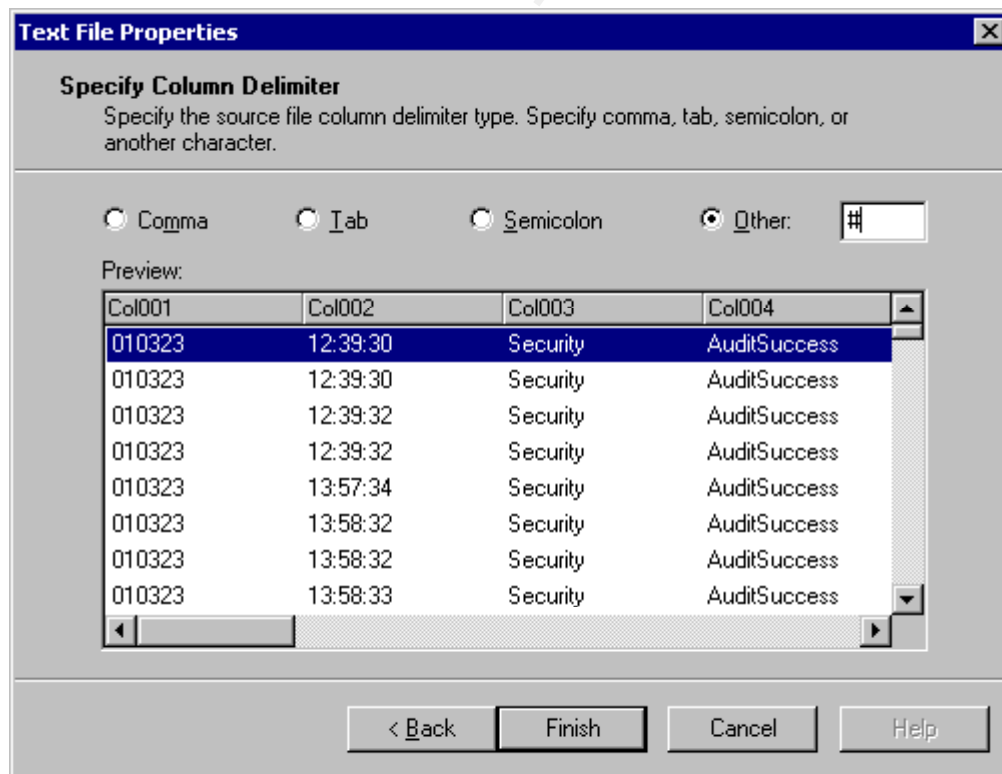 Text File Properties
Specify Column Delimiter
Specify the source file column delimiter type. Specify comma, tab, semicolon, or
another character.
Comma Tab Semicolon Other: #
Preview:
Col001 Col002 Col003 Col004
010323 12:39:30 Security AuditSuccess
010323 12:39:30 Security AuditSuccess
010323 12:39:32 Security AuditSuccess
010323 12:39:32 Security AuditSuccess
010323 13:57:34 Security AuditSuccess
010323 13:58:32 Security AuditSuccess
010323 13:58:32 Security AuditSuccess
010323 13:58:33 Security AuditSuccess
< Back Finish Cancel Help